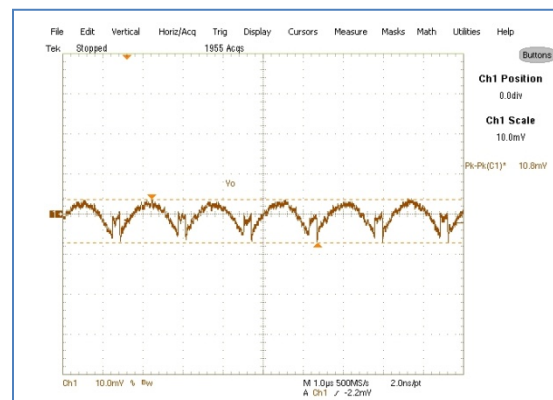 File Edit Vertical Horiz/Acq Trig Display Cursors Measure Masks Math Utilities Help
Tek Stopped 1955 Acqs
Buttons
Ch1 Position
0.0div
Ch1 Scale
10.0mV
Pk-Pk(C1)* 10.8mV
Vo
Ch1 10.0mV % Bw
M 1.0µs 500MS/s 2.0ns/pt
A Ch1 / -2.2mV